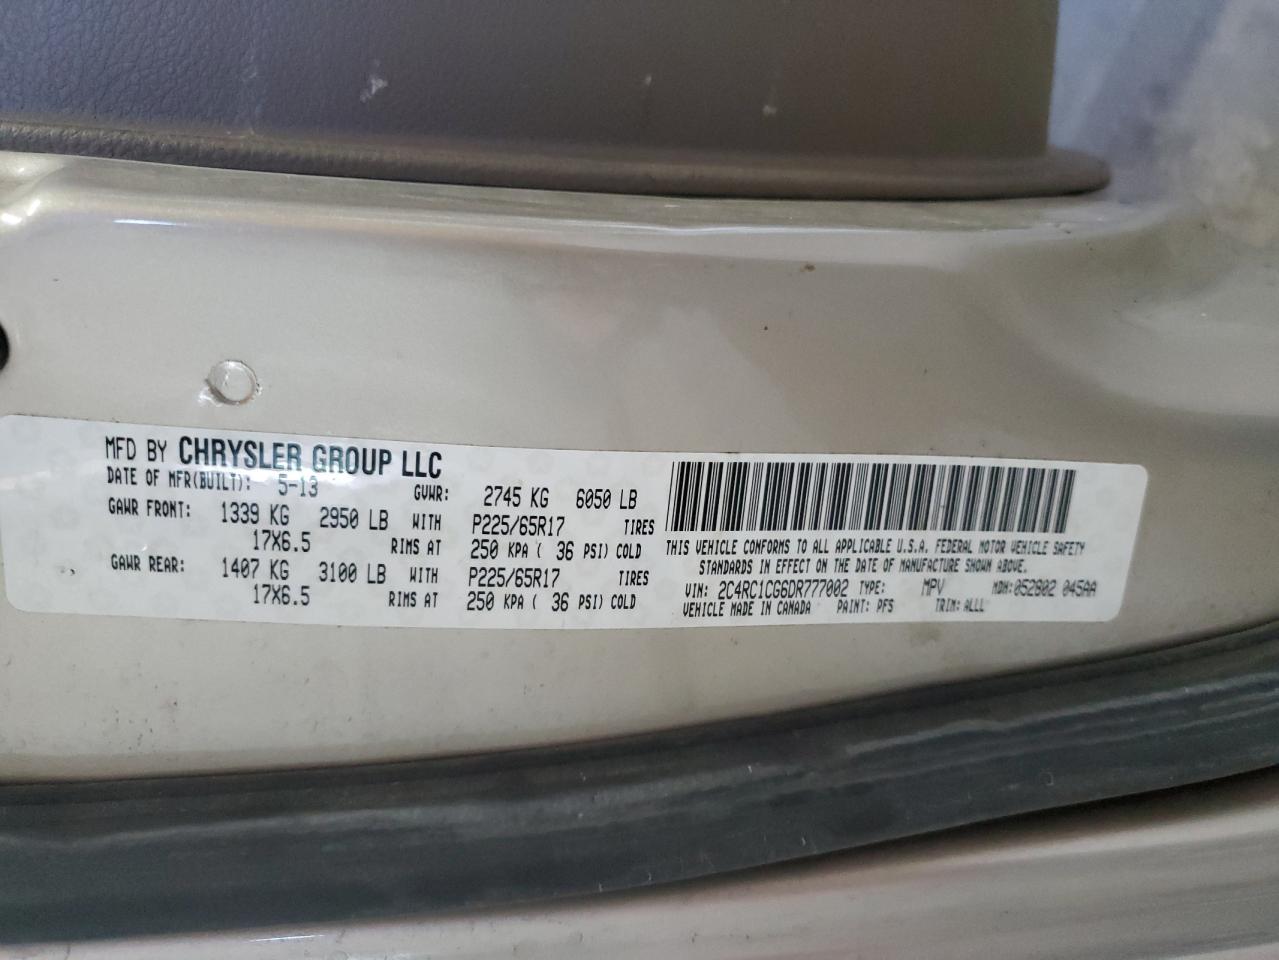 MFD BY CHRYSLER GROUP LLC
DATE OF MFR(BUILT): 5-13 GVWR: 2745 KG 6050 LB
GAWR FRONT: 1339 KG 2950 LB WITH P225/65R17 TIRES
17X6.5 RIMS AT 250 KPA ( 36 PSI) COLD
GAWR REAR: 1407 KG 3100 LB WITH P225/65R17 TIRES
17X6.5 RIMS AT 250 KPA ( 36 PSI) COLD
THIS VEHICLE CONFORMS TO ALL APPLICABLE U.S.A. FEDERAL MOTOR VEHICLE SAFETY
STANDARDS IN EFFECT ON THE DATE OF MANUFACTURE SHOWN ABOVE.
VIN: 2C4RC1CG6DR777002 TYPE: MPV MDH:052802 045AA
VEHICLE MADE IN CANADA PAINT: PFS TRIM: ALLL